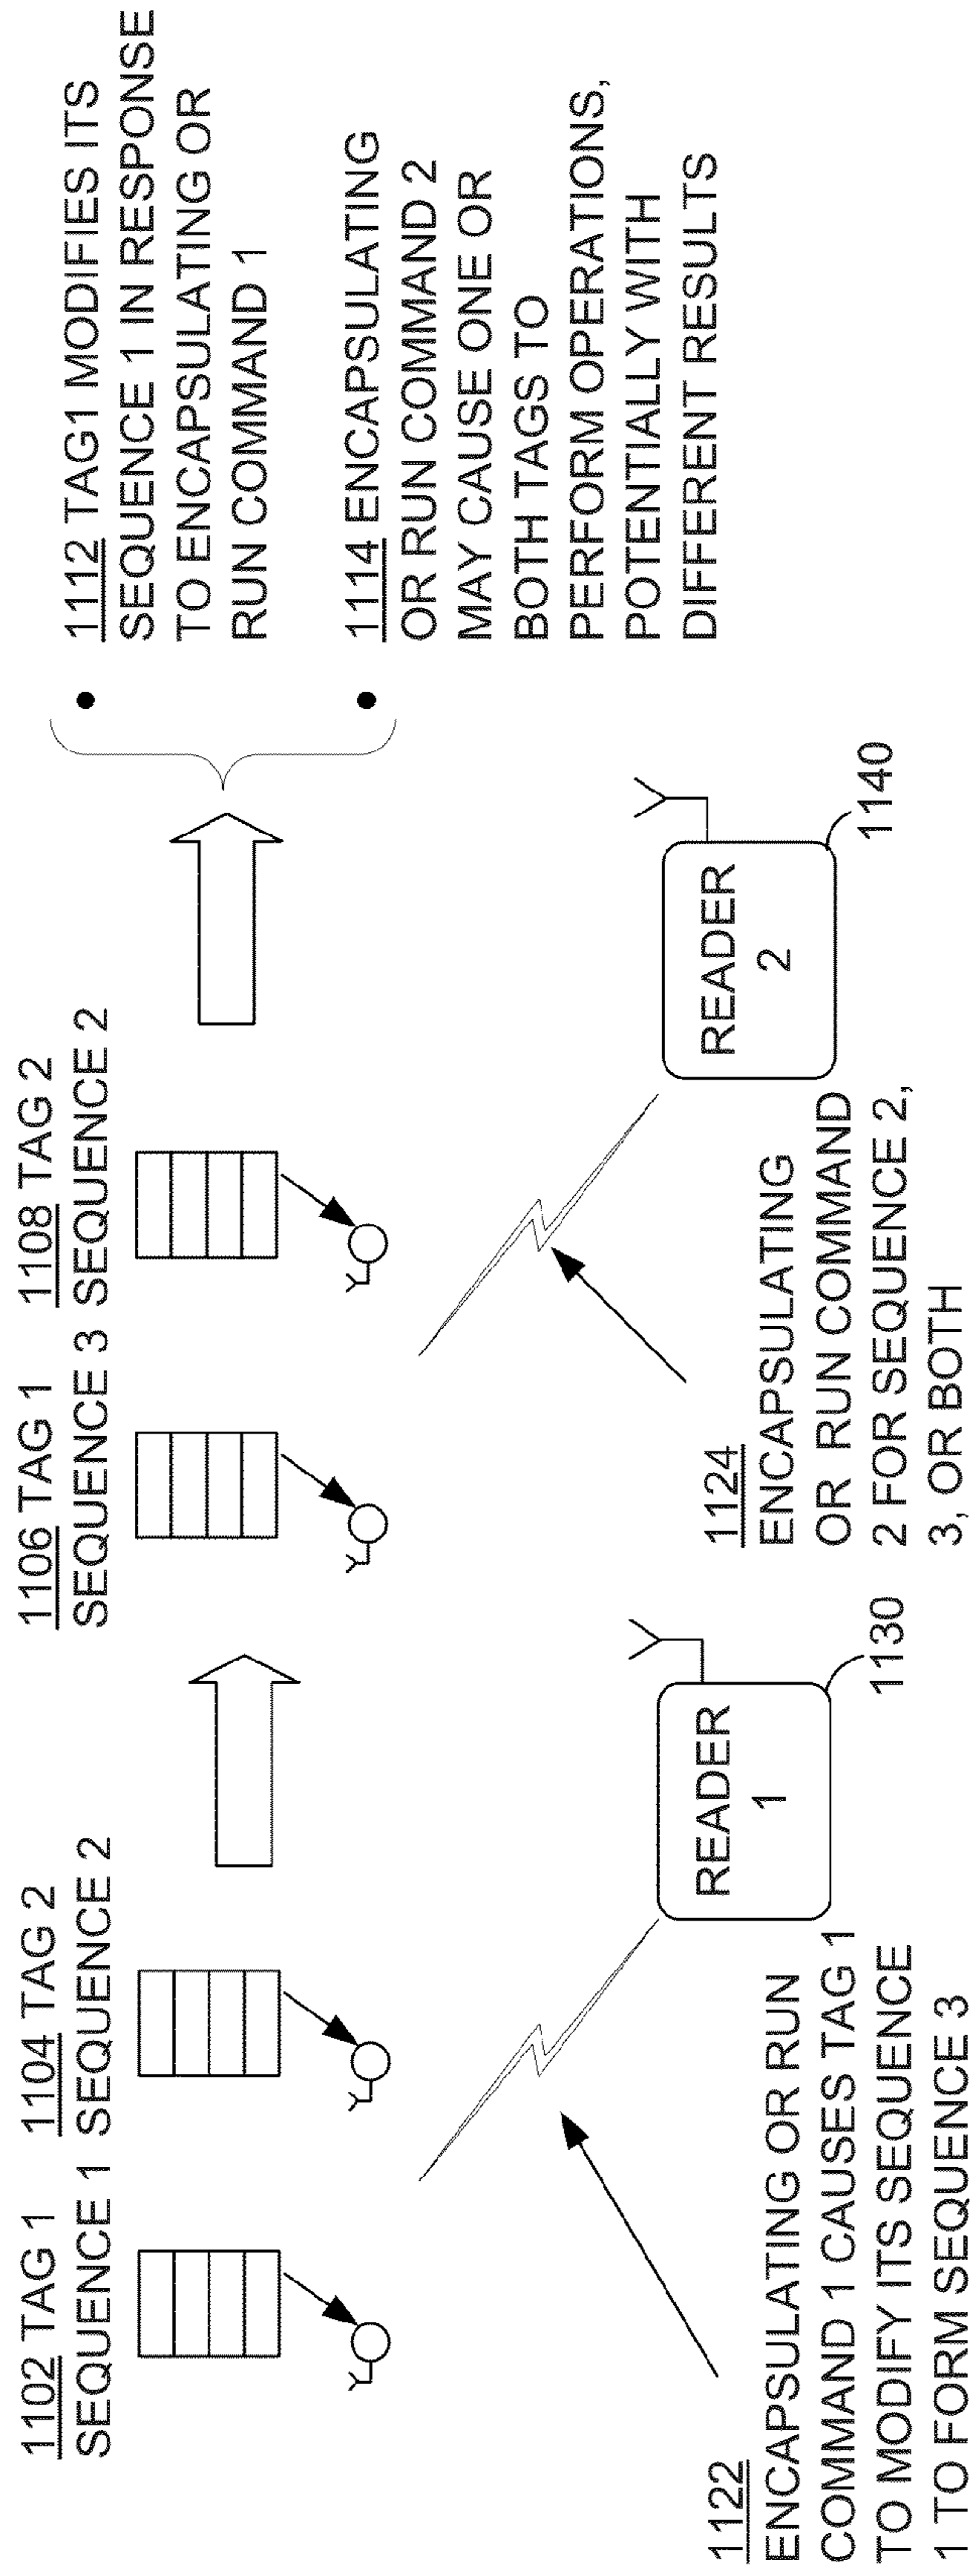 1102 TAG 1
SEQUENCE 1
1104 TAG 2
SEQUENCE 2
1106 TAG 1
SEQUENCE 3
1108 TAG 2
SEQUENCE 2
1112 TAG1 MODIFIES ITS
SEQUENCE 1 IN RESPONSE
TO ENCAPSULATING OR
RUN COMMAND 1
1114 ENCAPSULATING
OR RUN COMMAND 2
MAY CAUSE ONE OR
BOTH TAGS TO
PERFORM OPERATIONS,
POTENTIALLY WITH
DIFFERENT RESULTS
1122
ENCAPSULATING OR RUN
COMMAND 1 CAUSES TAG 1
TO MODIFY ITS SEQUENCE
1 TO FORM SEQUENCE 3
READER
1
1130
1124
ENCAPSULATING
OR RUN COMMAND
2 FOR SEQUENCE 2,
3, OR BOTH
READER
2
1140